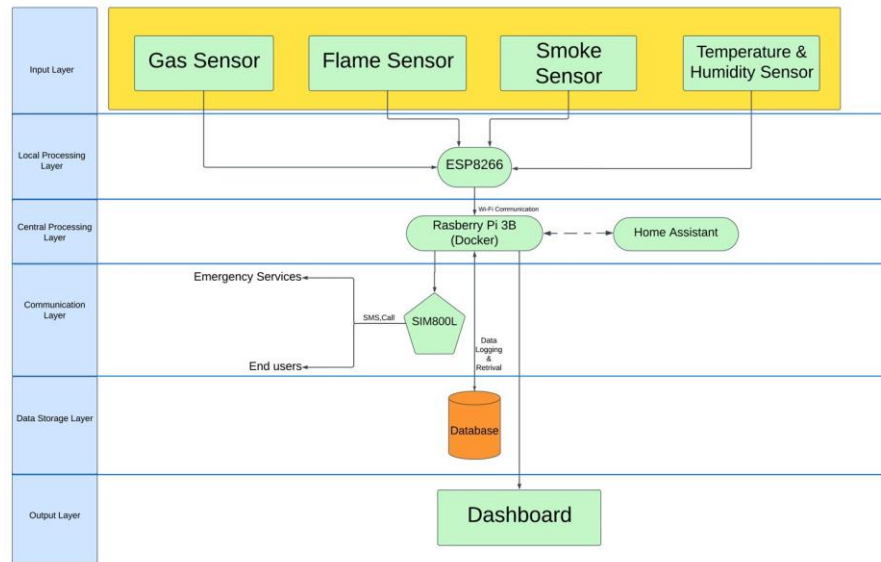 Input Layer
Gas Sensor
Flame Sensor
Smoke
Sensor
Temperature &
Humidity Sensor
Local Processing
Layer
ESP8266
Wi-Fi Communication
Central Processing
Layer
Rasberry Pi 3B
(Docker)
Home Assistant
Communication
Layer
Emergency Services
SMS,Call
End users
SIM800L
Data
Logging
&
Retrival
Data Storage Layer
Database
Output Layer
Dashboard